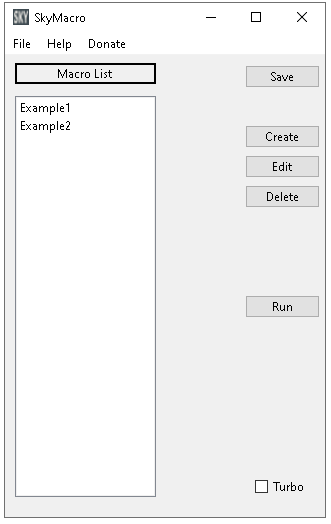 SKY SkyMacro
File Help Donate
Macro List
Save
Example1
Example2
Create
Edit
Delete
Run
Turbo